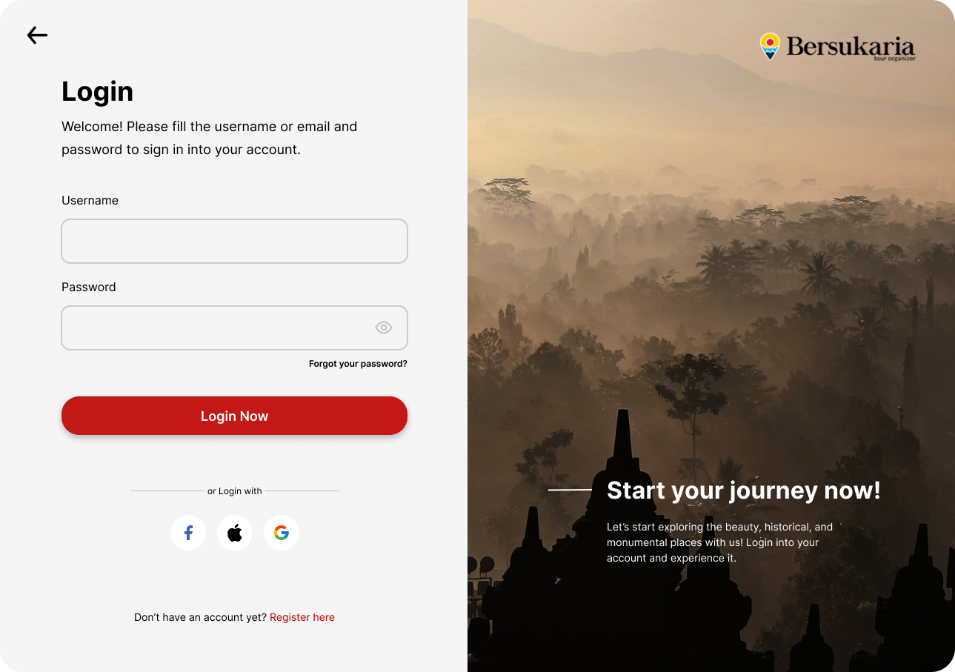 Login
Welcome! Please fill the username or email and
password to sign in into your account.
Username
Password
Forgot your password?
Login Now
or Login with
Don't have an account yet? Register here
Bersukaria
tour organizer
Start your journey now!
Let's start exploring the beauty, historical, and
monumental places with us! Login into your
account and experience it.